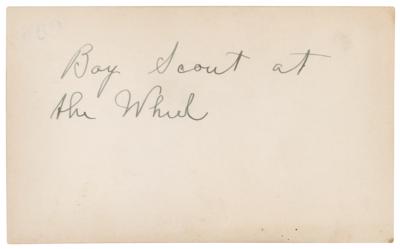 Boy Scout at
the Wheel